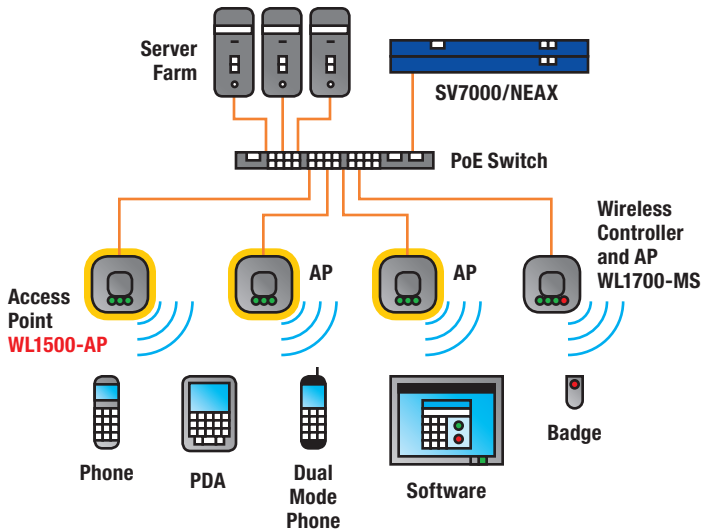 Server
Farm
SV7000/NEAX
PoE Switch
Wireless
Controller
and AP
WL1700-MS
AP
AP
Access
Point
WL1500-AP
Phone
PDA
Dual
Mode
Phone
Software
Badge